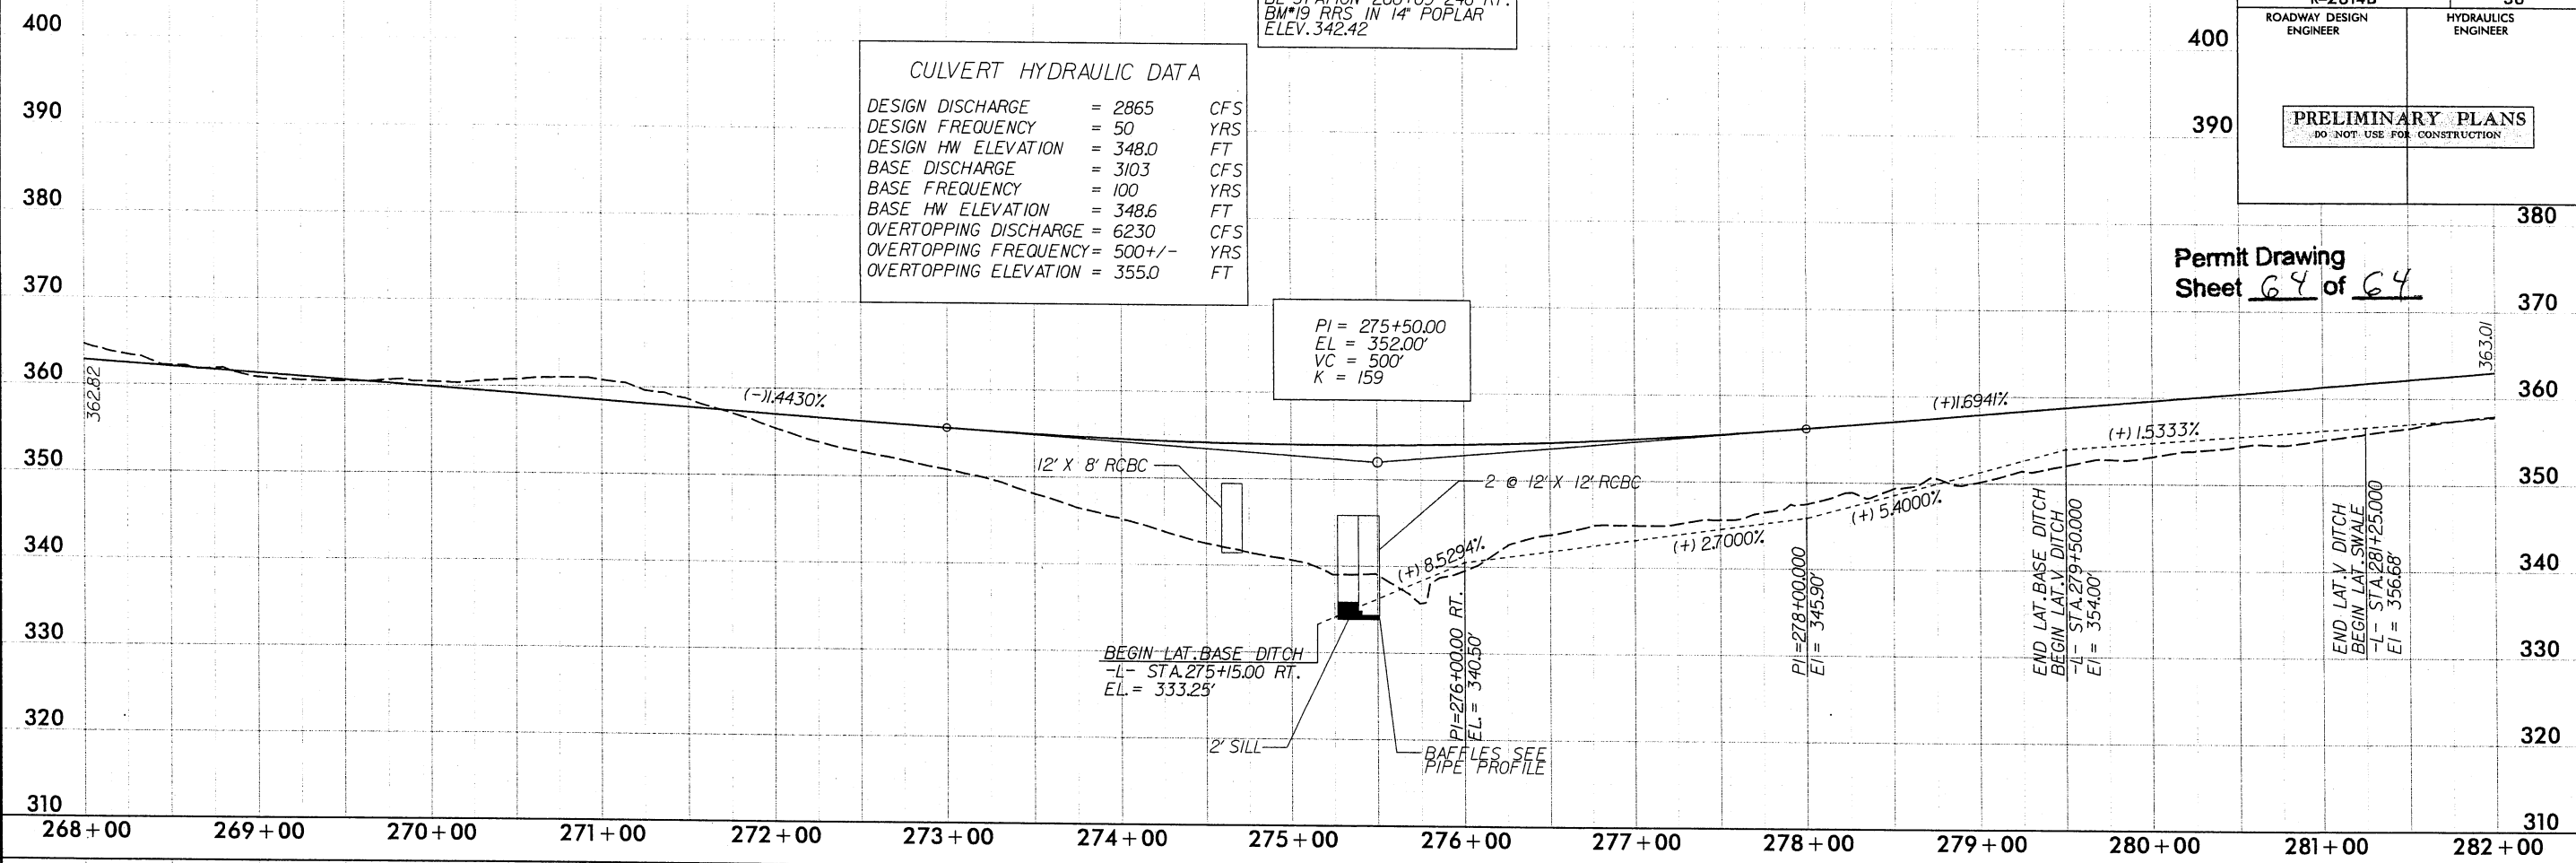 BM#19 RRS IN 14" POPLAR
ELEV. 342.42
ROADWAY DESIGN
ENGINEER
HYDRAULICS
ENGINEER
PRELIMINARY PLANS
DO NOT USE FOR CONSTRUCTION
Permit Drawing
Sheet 64 of 64
400
390
380
370
360
350
340
330
320
310
CULVERT HYDRAULIC DATA
DESIGN DISCHARGE = 2865 CFS
DESIGN FREQUENCY = 50 YRS
DESIGN HW ELEVATION = 348.0 FT
BASE DISCHARGE = 3103 CFS
BASE FREQUENCY = 100 YRS
BASE HW ELEVATION = 348.6 FT
OVERTOPPING DISCHARGE = 6230 CFS
OVERTOPPING FREQUENCY= 500+/- YRS
OVERTOPPING ELEVATION = 355.0 FT
PI = 275+50.00
EL = 352.00'
VC = 500'
K = 159
362.82
(-)1.4430%
(+)1.6941%
363.01
12' X 8' RCBC
2 @ 12' X 12' RCBC
(+) 8.5294%
(+) 2.7000%
(+) 5.4000%
(+) 1.5333%
BEGIN LAT.BASE DITCH
-L- STA.275+15.00 RT.
EL.= 333.25'
2' SILL
BAFFLES SEE
PIPE PROFILE
PI=276+00.00 RT.
EL.= 340.50'
PI=278+00.000
El = 345.90'
END LAT.BASE DITCH
BEGIN LAT.V DITCH
-L- STA.279+50.000
El = 354.00'
END LAT.V DITCH
BEGIN LAT.SWALE
-L- STA.281+25.000
El = 356.68'
400
390
380
370
360
350
340
330
320
310
268+00 269+00 270+00 271+00 272+00 273+00 274+00 275+00 276+00 277+00 278+00 279+00 280+00 281+00 282+00